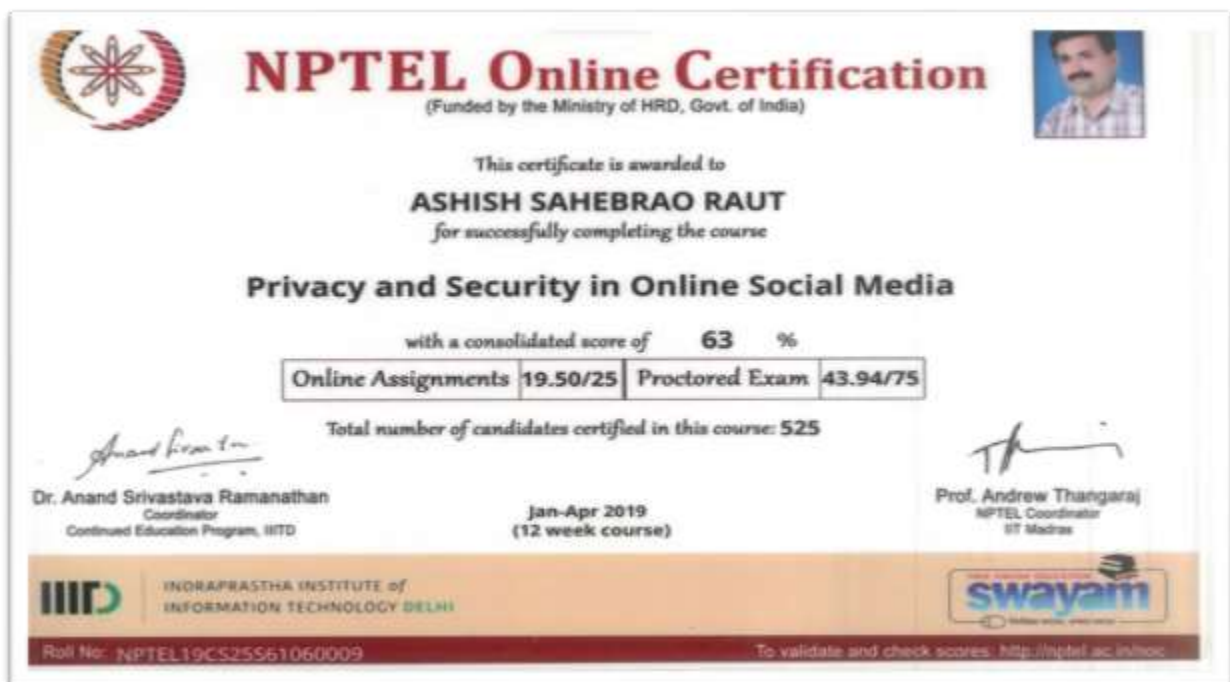 NPTEL Online Certification
(Funded by the Ministry of HRD, Govt. of India)
This certificate is awarded to
ASHISH SAHEBRAO RAUT
for successfully completing the course
Privacy and Security in Online Social Media
with a consolidated score of 63 %
Online Assignments 19.50/25 Proctored Exam 43.94/75
Total number of candidates certified in this course: 525
Dr. Anand Srivastava Ramanathan
Coordinator
Continued Education Program, IIITD
Jan-Apr 2019
(12 week course)
Prof. Andrew Thangaraj
NPTEL Coordinator
IIT Madras
IIITD
INDRAPRASTHA INSTITUTE of
INFORMATION TECHNOLOGY DELHI
swayam
Roll No: NPTEL19CS25S61060009
To validate and check scores: http://nptel.ac.in/noc